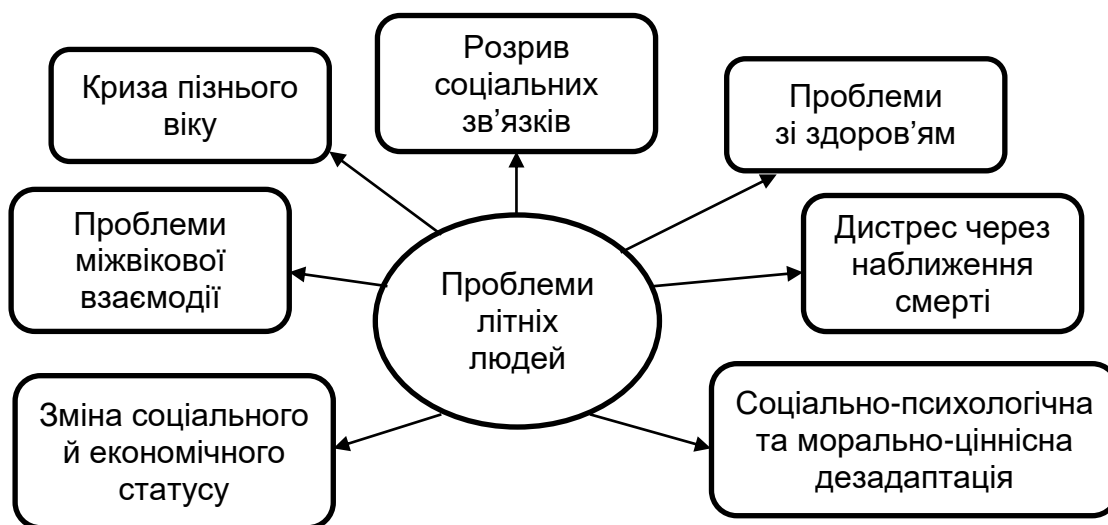 Розрив
соціальних
зв’язків
Криза пізнього
віку
Проблеми
зі здоров’ям
Проблеми
міжвікової
взаємодії
Дистрес через
наближення
смерті
Проблеми
літніх
людей
Зміна соціального
й економічного
статусу
Соціально-психологічна
та морально-ціннісна
дезадаптація